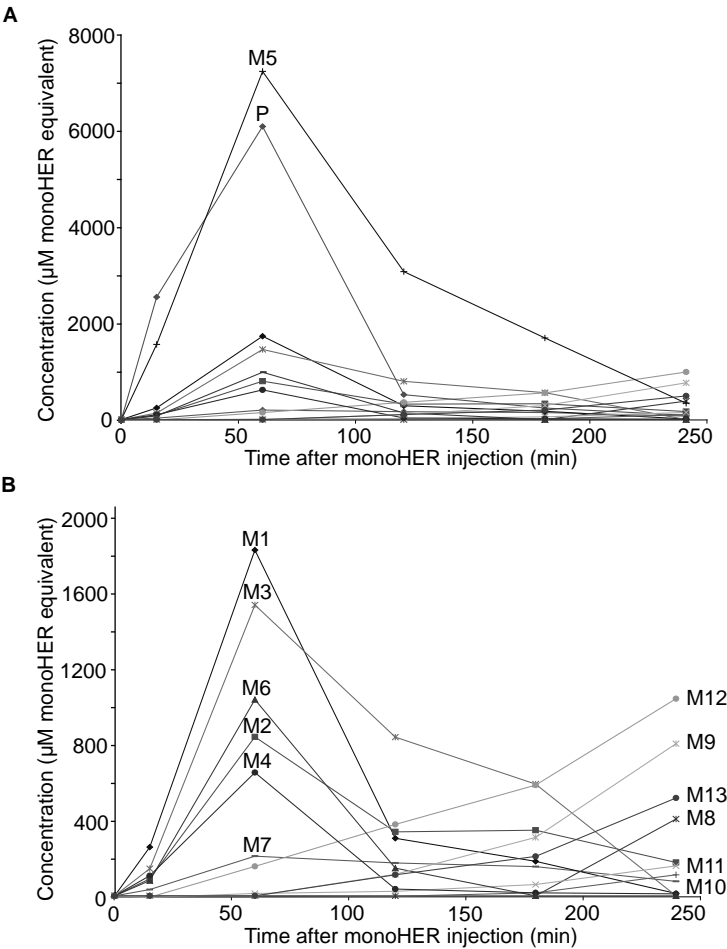 A
Concentration (µM monoHER equivalent)
8000
6000
4000
2000
0
M5
P
0
50
100
150
200
250
Time after monoHER injection (min)
B
Concentration (µM monoHER equivalent)
2000
1600
1200
800
400
0
M1
M3
M6
M2
M4
M7
M12
M9
M13
M8
M11
M10
0
50
100
150
200
250
Time after monoHER injection (min)